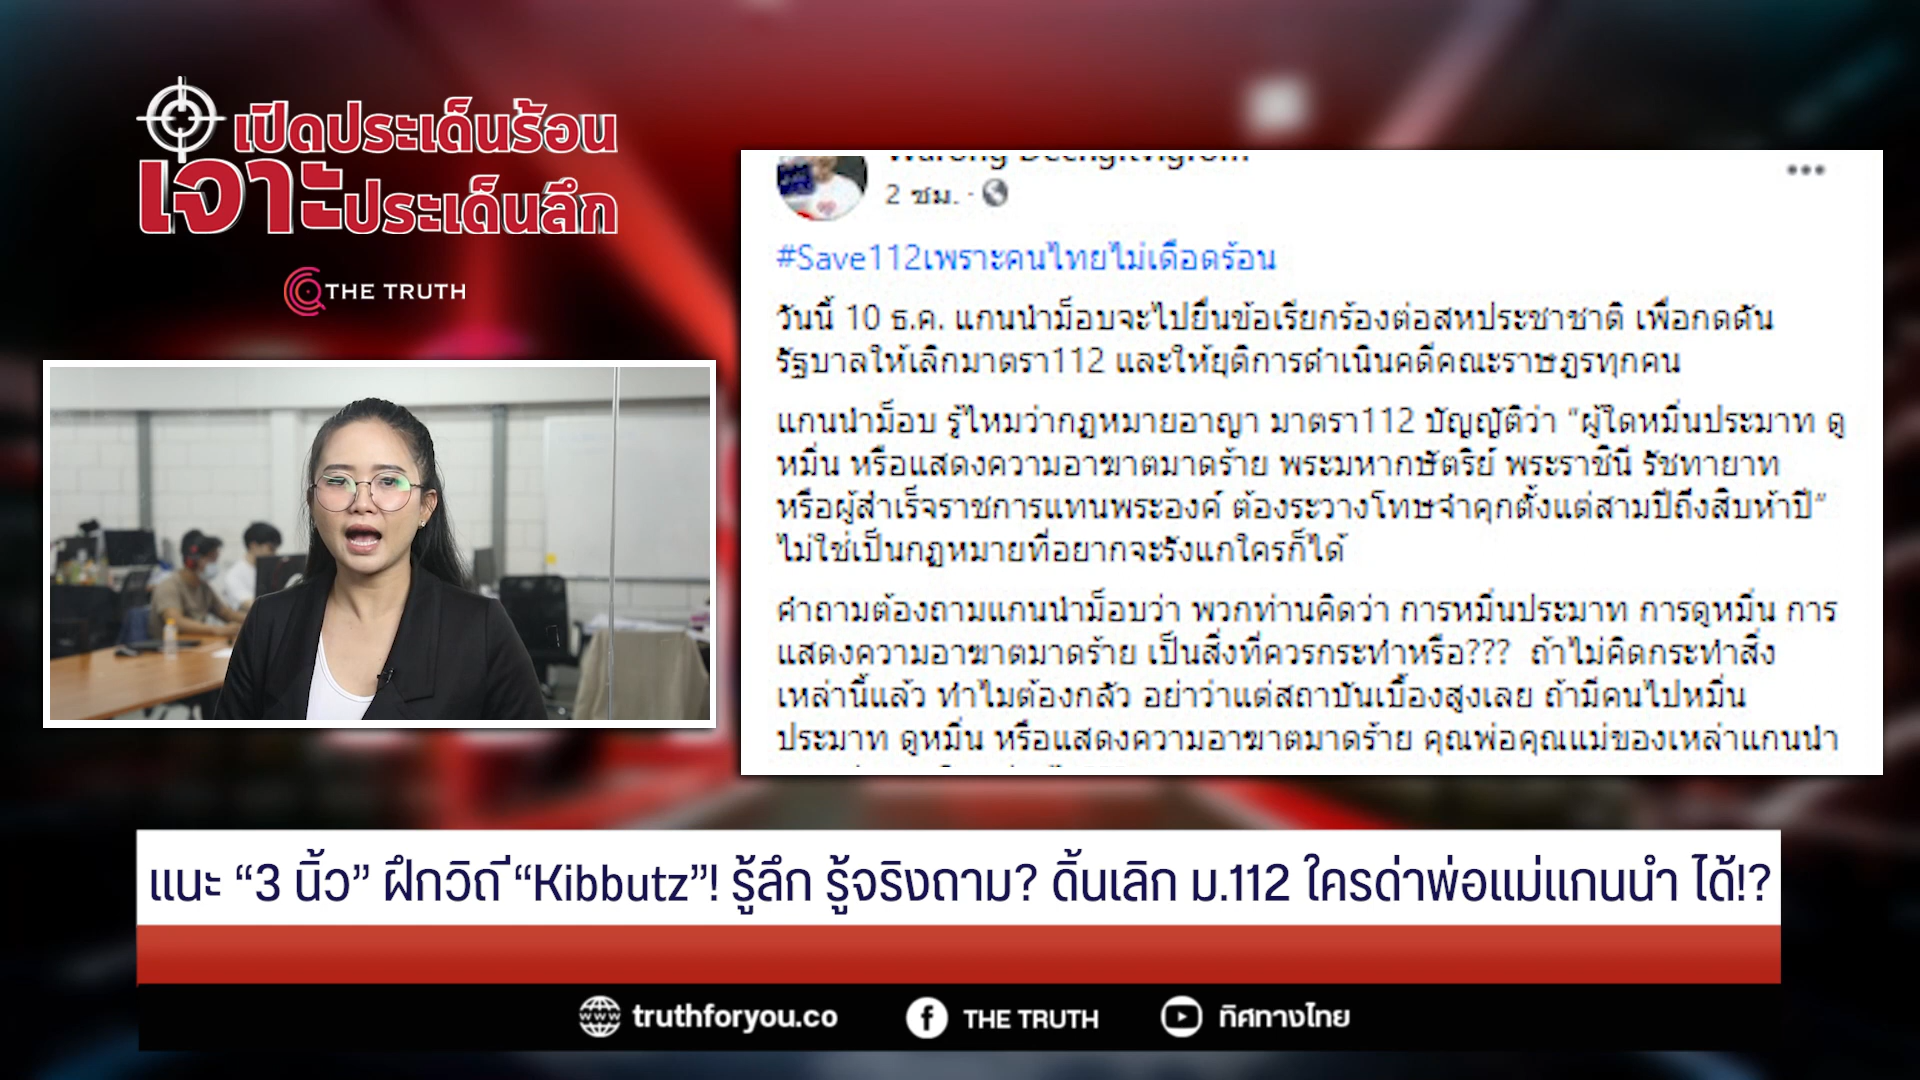 เปิดประเด็นร้อน
เจาะประเด็นลึก
THE TRUTH
2 ชม.
#Save112เพราะคนไทยไม่เดือดร้อน
วันนี้ 10 ธ.ค. แกนนำม็อบจะไปยื่นข้อเรียกร้องต่อสหประชาชาติ เพื่อกดดัน
รัฐบาลให้เลิกมาตรา112 และให้ยุติการดำเนินคดีคณะราษฎรทุกคน
แกนนำม็อบ รู้ไหมว่ากฎหมายอาญา มาตรา112 บัญญัติว่า “ผู้ใดหมิ่นประมาท ดู
หมิ่น หรือแสดงความอาฆาตมาดร้าย พระมหากษัตริย์ พระราชินี รัชทายาท
หรือผู้สำเร็จราชการแทนพระองค์ ต้องระวางโทษจำคุกตั้งแต่สามปีถึงสิบห้าปี”
ไม่ใช่เป็นกฎหมายที่อยากจะรังแกใครก็ได้
คำถามต้องถามแกนนำม็อบว่า พวกท่านคิดว่า การหมิ่นประมาท การดูหมิ่น การ
แสดงความอาฆาตมาดร้าย เป็นสิ่งที่ควรกระทำหรือ??? ถ้าไม่คิดกระทำสิ่ง
เหล่านี้แล้ว ทำไมต้องกลัว อย่าว่าแต่สถาบันเบื้องสูงเลย ถ้ามีคนไปหมิ่น
ประมาท ดูหมิ่น หรือแสดงความอาฆาตมาดร้าย คุณพ่อคุณแม่ของเหล่าแกนนำ
แนะ “3 นิ้ว” ฝึกวิถี “Kibbutz”! รู้ลึก รู้จริงถาม? ดิ้นเลิก ม.112 ใครด่าพ่อแม่แกนนำ ได้!?
truthforyou.co
THE TRUTH
ทิศทางไทย